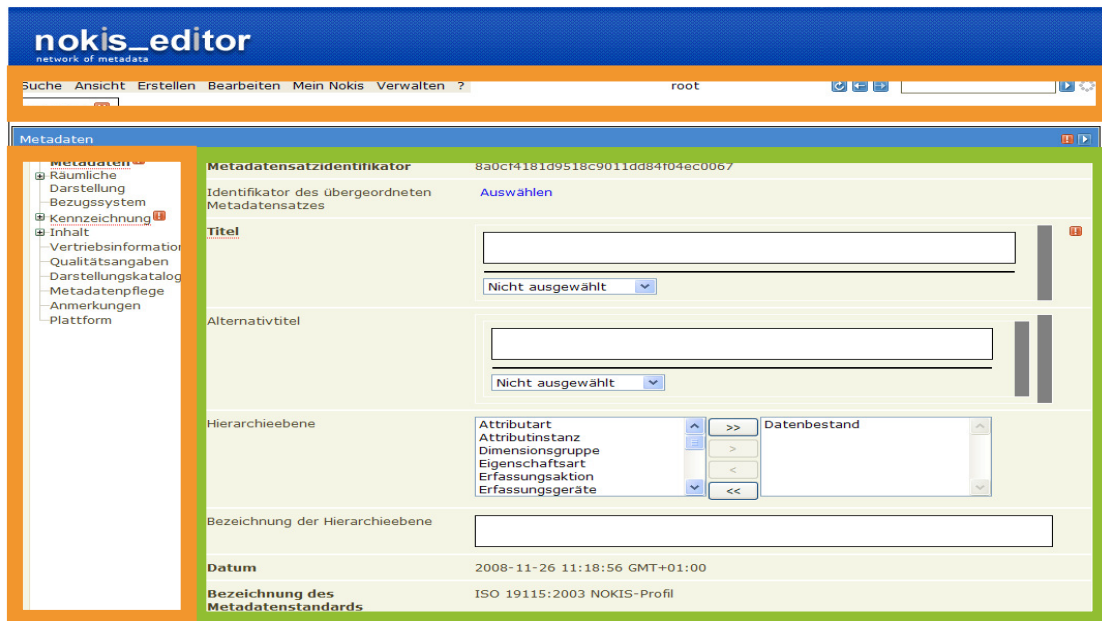 nokis_editor
network of metadata
Suche Ansicht Erstellen Bearbeiten Mein Nokis Verwalten ? root
Metadaten
Metadaten
Räumliche
Darstellung
Bezugssystem
Kennzeichnung
Inhalt
Vertriebsinformation
Qualitätsangaben
Darstellungskatalog
Metadatenpflege
Anmerkungen
Plattform
Metadatensatzidentifikator 8a0cf4181d9518c9011dd84f04ec0067
Identifikator des übergeordneten Auswählen
Metadatensatzes
Titel
Nicht ausgewählt
Alternativtitel
Nicht ausgewählt
Hierarchieebene
Attributart
Attributinstanz
Dimensionsgruppe
Eigenschaftsart
Erfassungsaktion
Erfassungsgeräte
>>
>
<
<<
Datenbestand
Bezeichnung der Hierarchieebene
Datum 2008-11-26 11:18:56 GMT+01:00
Bezeichnung des ISO 19115:2003 NOKIS-Profil
Metadatenstandards